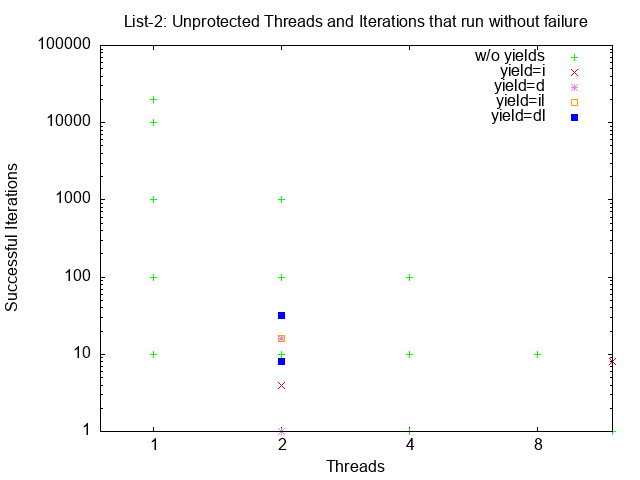 List-2: Unprotected Threads and Iterations that run without failure
100000
10000
1000
100
10
1
Successful Iterations
w/o yields
yield=i
yield=d
yield=il
yield=dl
1 2 4 8
Threads